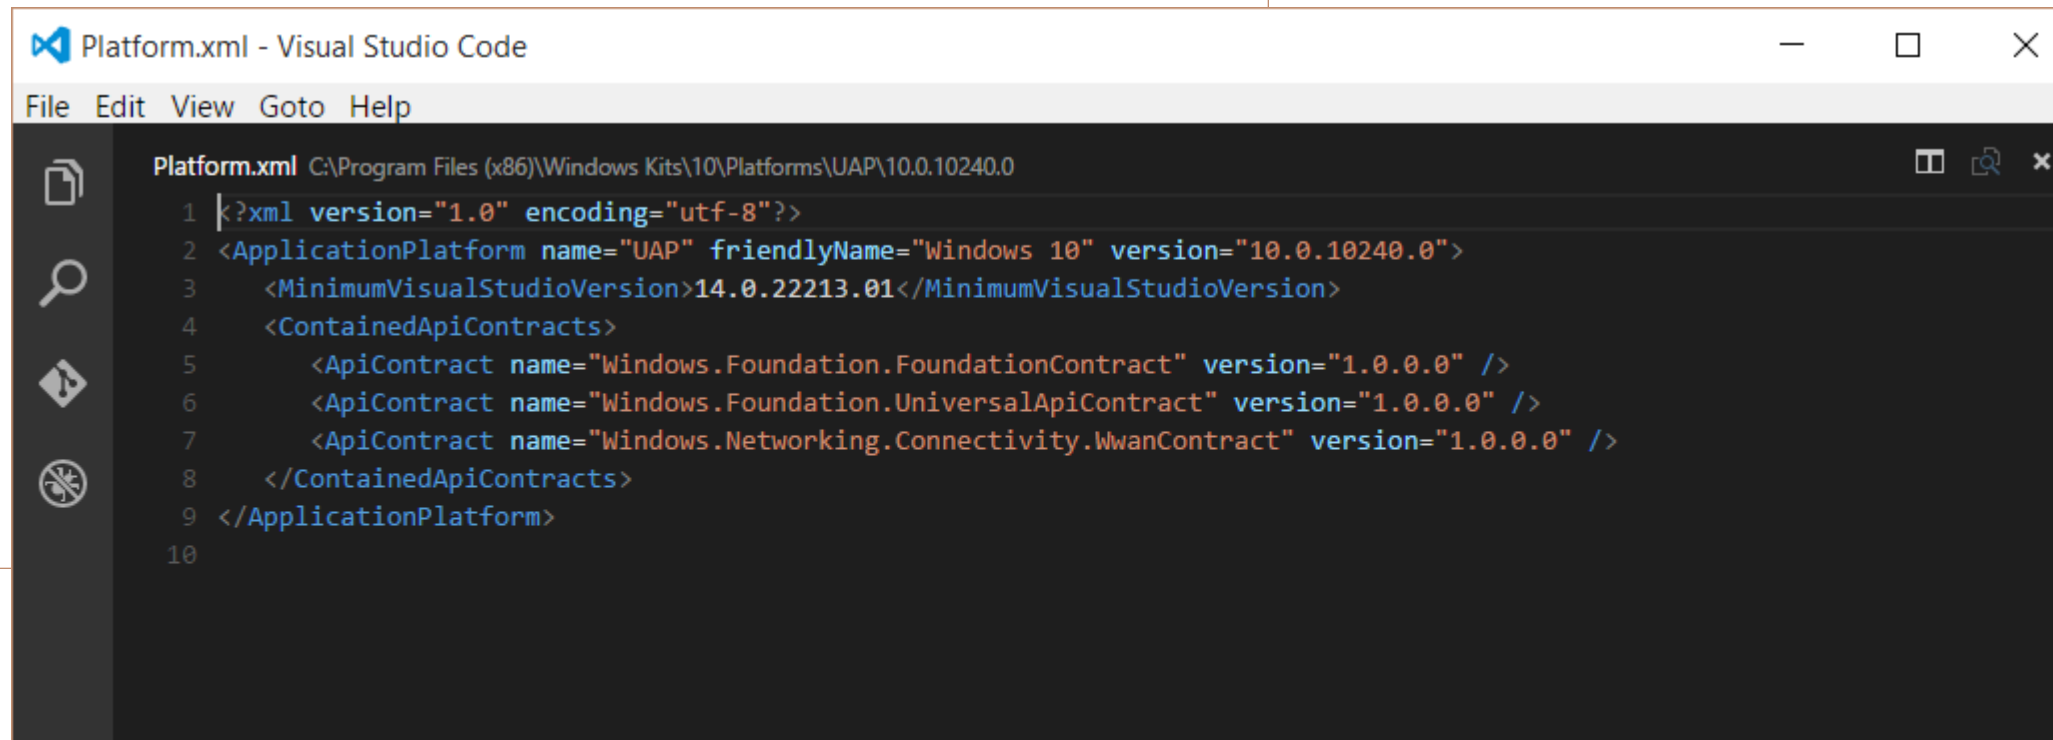 Platform.xml - Visual Studio Code
File Edit View Goto Help
Platform.xml C:\Program Files (x86)\Windows Kits\10\Platforms\UAP\10.0.10240.0
1 <?xml version="1.0" encoding="utf-8"?>
2 <ApplicationPlatform name="UAP" friendlyName="Windows 10" version="10.0.10240.0">
3 <MinimumVisualStudioVersion>14.0.22213.01</MinimumVisualStudioVersion>
4 <ContainedApiContracts>
5 <ApiContract name="Windows.Foundation.FoundationContract" version="1.0.0.0" />
6 <ApiContract name="Windows.Foundation.UniversalApiContract" version="1.0.0.0" />
7 <ApiContract name="Windows.Networking.Connectivity.WwanContract" version="1.0.0.0" />
8 </ContainedApiContracts>
9 </ApplicationPlatform>
10